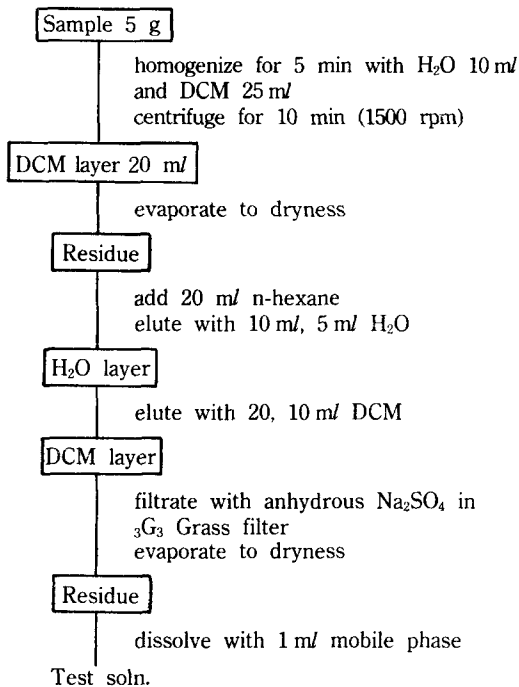 Sample 5 g
homogenize for 5 min with H₂O 10 ml
and DCM 25 ml
centrifuge for 10 min (1500 rpm)
DCM layer 20 ml
evaporate to dryness
Residue
add 20 ml n-hexane
elute with 10 ml, 5 ml H₂O
H₂O layer
elute with 20, 10 ml DCM
DCM layer
filtrate with anhydrous Na₂SO₄ in
₃G₃ Grass filter
evaporate to dryness
Residue
dissolve with 1 ml mobile phase
Test soln.